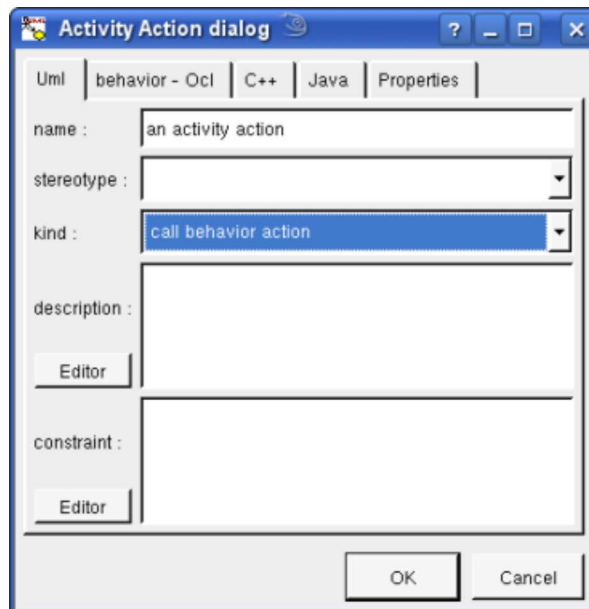 Activity Action dialog
?
Uml behavior - Ocl C++ Java Properties
name : an activity action
stereotype :
kind : call behavior action
description :
Editor
constraint :
Editor
OK Cancel